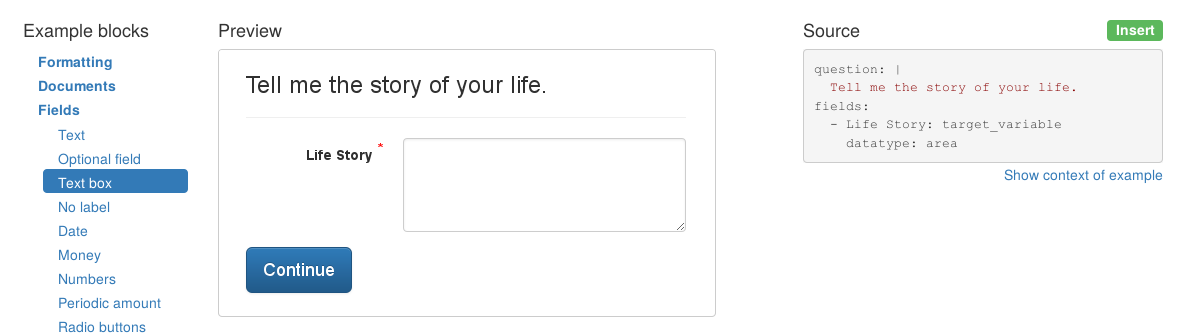 Example blocks
Formatting
Documents
Fields
Text
Optional field
Text box
No label
Date
Money
Numbers
Periodic amount
Radio buttons
Preview
Tell me the story of your life.
Life Story *
Continue
Source
Insert
question: |
  Tell me the story of your life.
fields:
  - Life Story: target_variable
    datatype: area
Show context of example